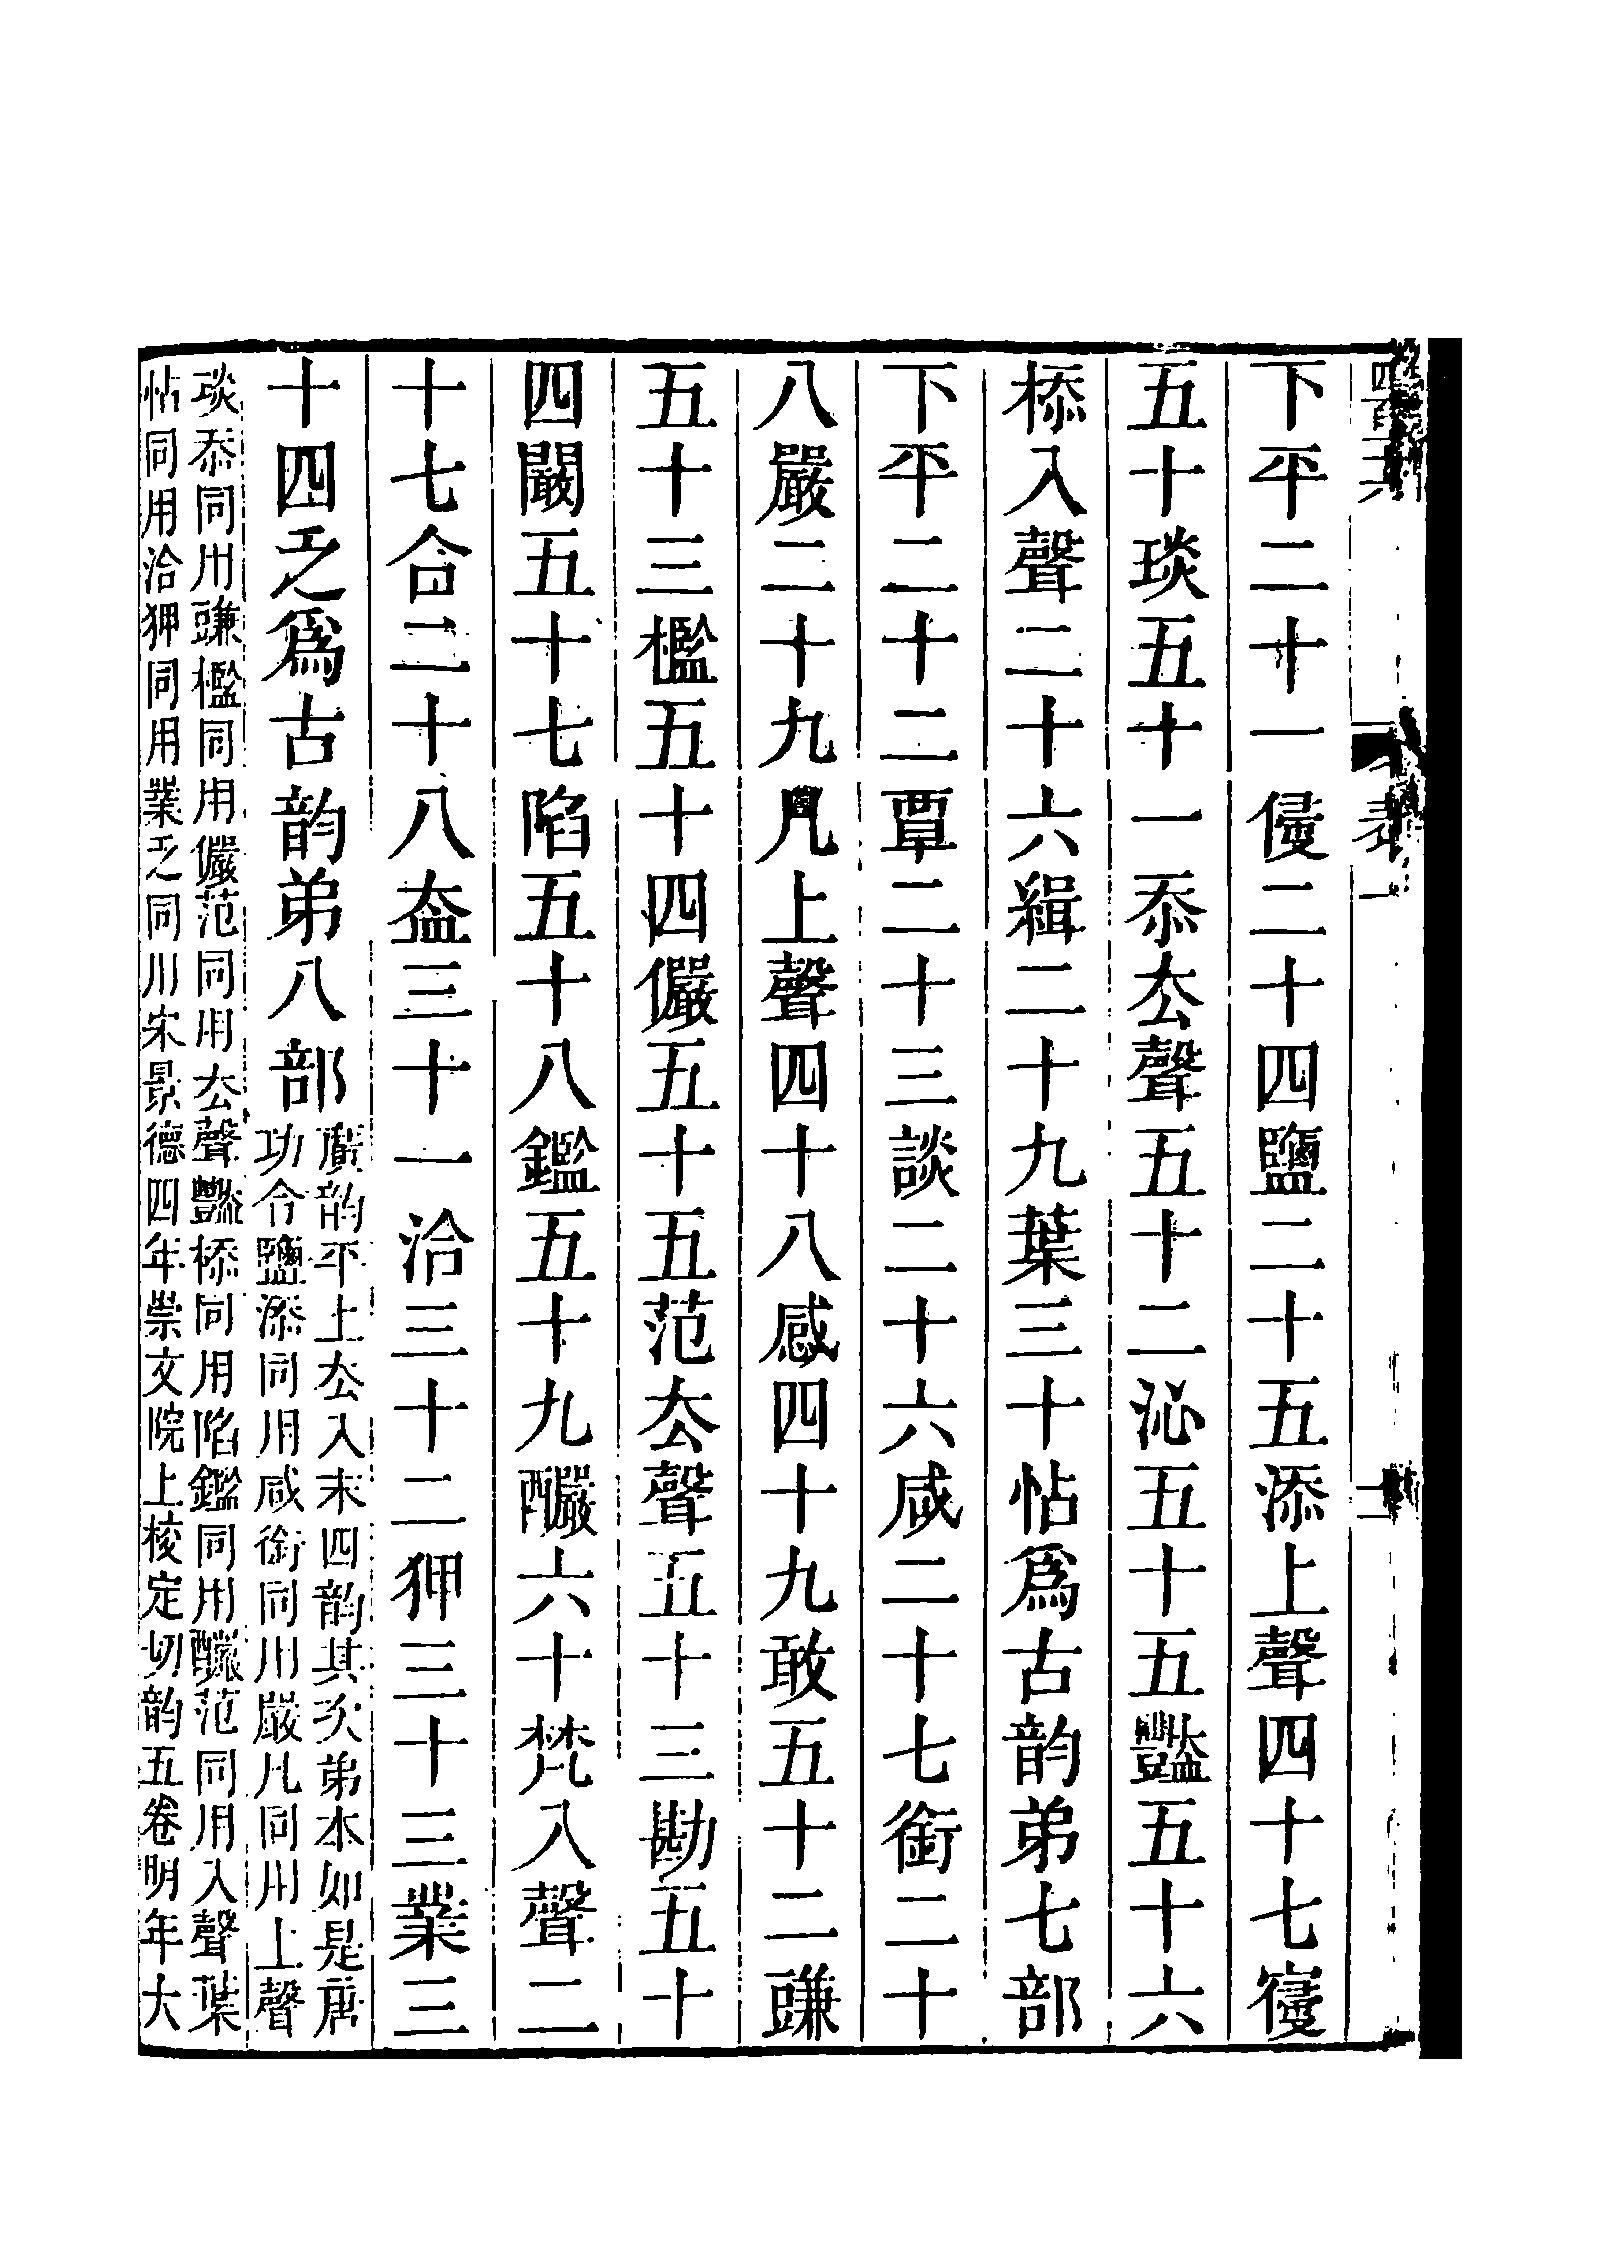 下平二十一侵二十四鹽二十五添上聲四十七寑
五十琰五十一忝厺聲五十二沁五十五豔五十六
㮇入聲二十六緝二十九葉三十帖爲古韵弟七部
下平二十二覃二十三談二十六咸二十七銜二十
八嚴二十九凡上聲四十八感四十九敢五十二豏
五十三檻五十四儼五十五范厺聲五十三勘五十
四闞五十七陷五十八鑑五十九釅六十梵入聲二
十七合二十八盍三十一洽三十二狎三十三業三
十四乏爲古韵弟八部
廣韵平上厺入末四韵其次弟本如是唐
功令鹽添同用咸銜同用嚴凡同用上聲
琰忝同用豏檻同用儼范同用厺聲豔㮇同用陷鑑同用釅范同用入聲葉
帖同用洽狎同用業乏同用宋景德四年崇文院上校定切韵五卷明年大